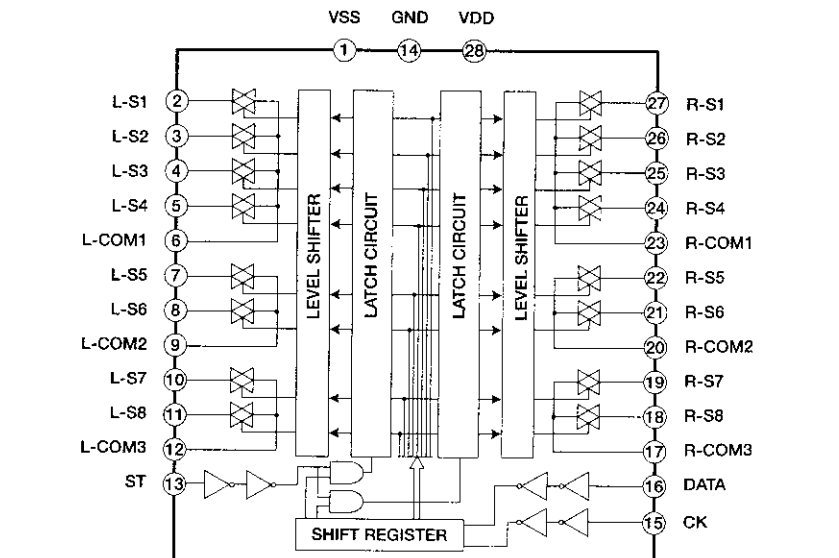 VSS GND VDD
1 14 28
L-S1 2 27 R-S1
L-S2 3 26 R-S2
L-S3 4 25 R-S3
L-S4 5 24 R-S4
L-COM1 6 23 R-COM1
L-S5 7 22 R-S5
L-S6 8 21 R-S6
L-COM2 9 20 R-COM2
L-S7 10 19 R-S7
L-S8 11 18 R-S8
L-COM3 12 17 R-COM3
ST 13 16 DATA
15 CK
LEVEL SHIFTER
LATCH CIRCUIT
LATCH CIRCUIT
LEVEL SHIFTER
SHIFT REGISTER